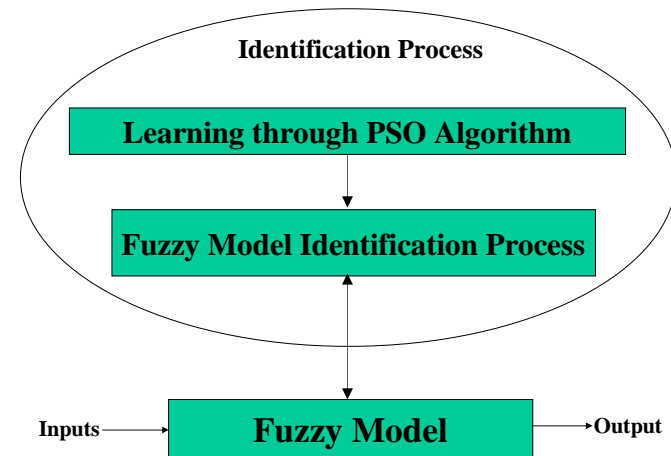 Identification Process
Learning through PSO Algorithm
Fuzzy Model Identification Process
Inputs
Fuzzy Model
Output